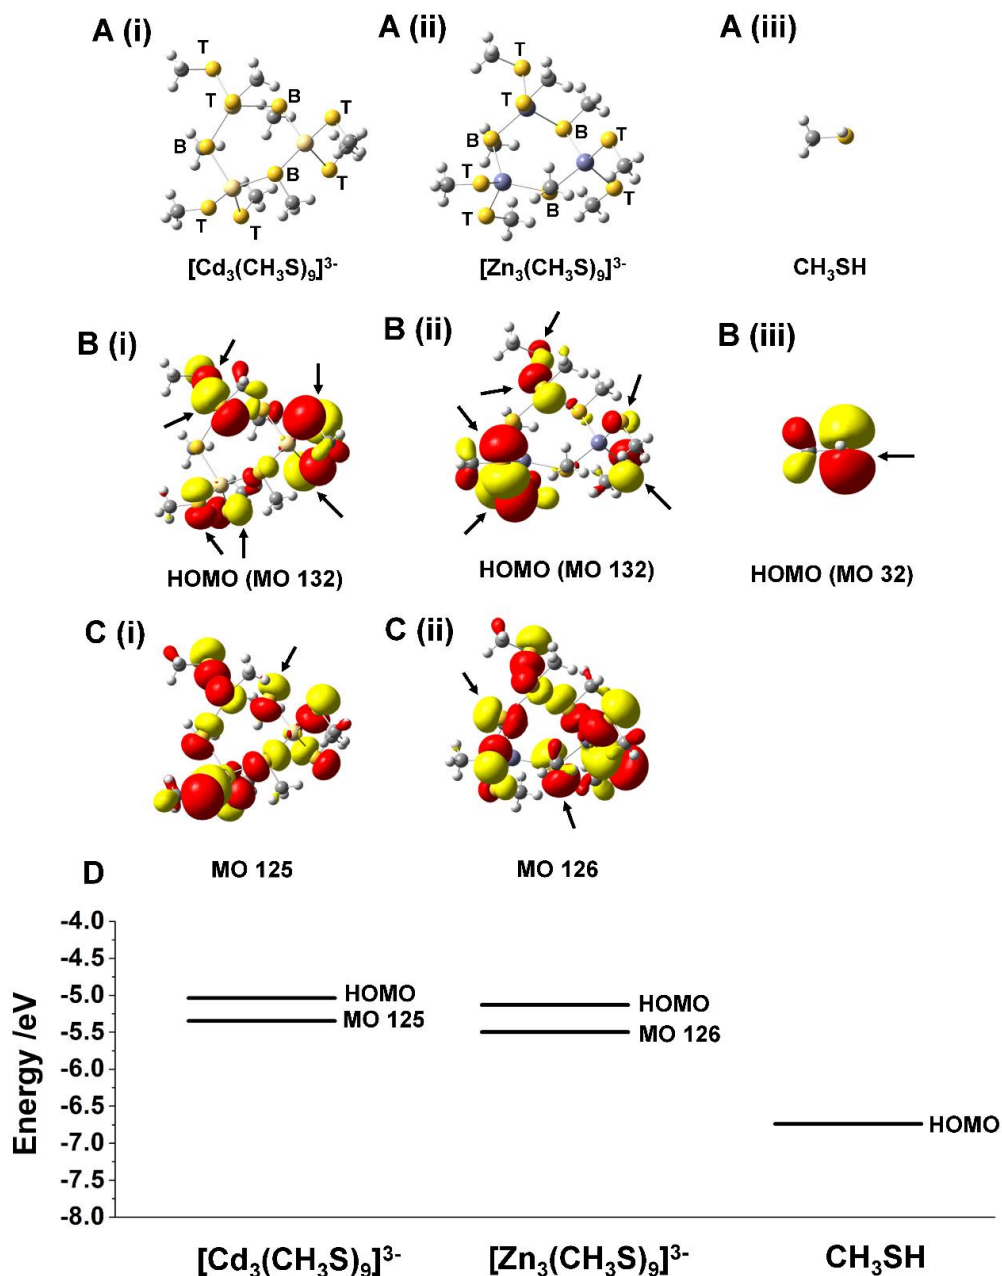 A (i)
A (ii)
A (iii)
T
T
B
T
B
B
T
T
T
T
T
B
T
B
T
T
B
T
[Cd₃(CH₃S)₉]³⁻
[Zn₃(CH₃S)₉]³⁻
CH₃SH
B (i)
B (ii)
B (iii)
HOMO (MO 132)
HOMO (MO 132)
HOMO (MO 32)
C (i)
C (ii)
MO 125
MO 126
D
Energy /eV
-4.0
-4.5
-5.0
-5.5
-6.0
-6.5
-7.0
-7.5
-8.0
HOMO
MO 125
HOMO
MO 126
HOMO
[Cd₃(CH₃S)₉]³⁻
[Zn₃(CH₃S)₉]³⁻
CH₃SH